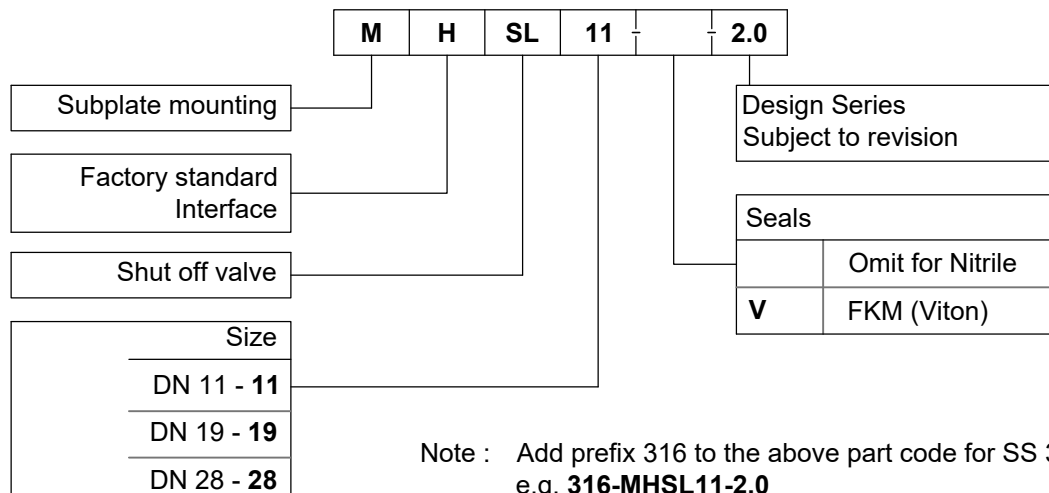 M H SL 11 - - 2.0
Subplate mounting
Factory standard
Interface
Shut off valve
Size
DN 11 - 11
DN 19 - 19
DN 28 - 28
Design Series
Subject to revision
Seals
Omit for Nitrile
V FKM (Viton)
Note : Add prefix 316 to the above part code for SS
e.g. 316-MHSL11-2.0